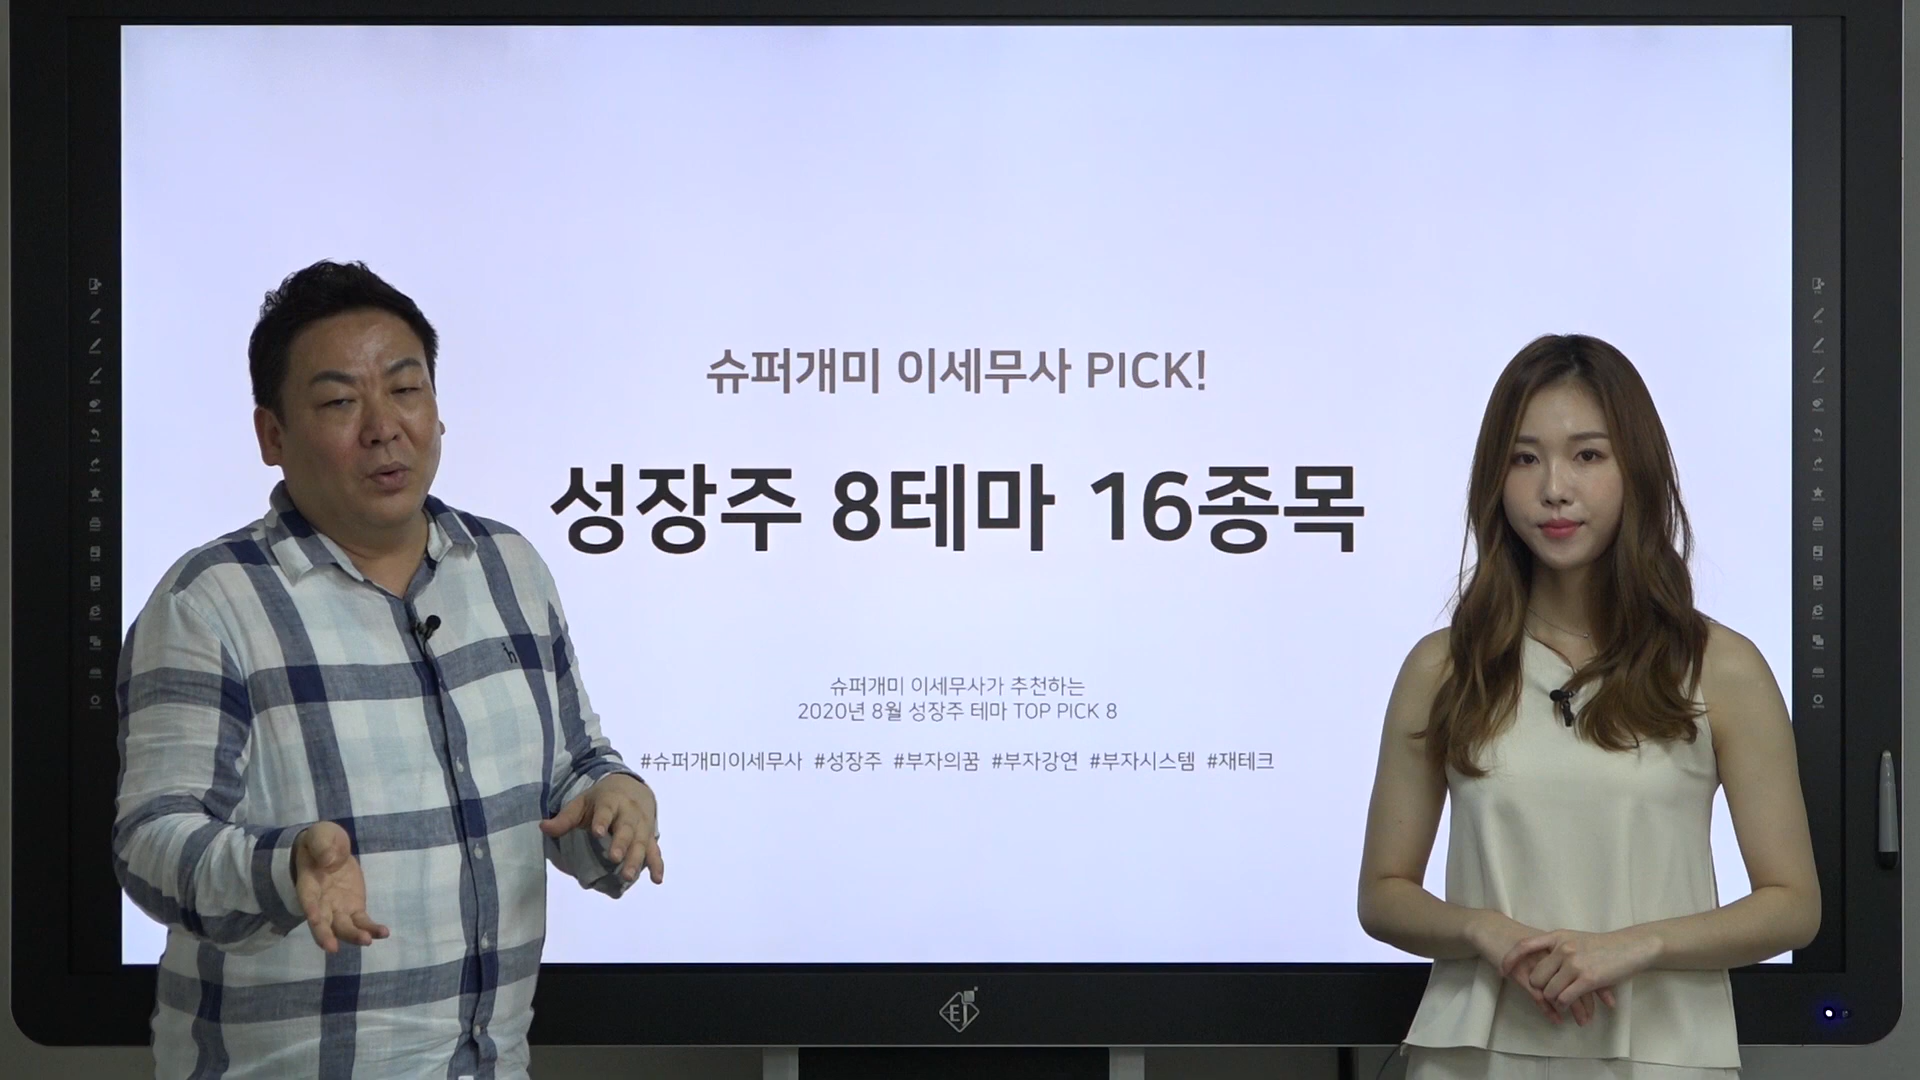 슈퍼개미 이세무사 PICK!
성장주 8테마 16종목
슈퍼개미 이세무사가 추천하는
2020년 8월 성장주 테마 TOP PICK 8
#슈퍼개미이세무사 #성장주 #부자의꿈 #부자강연 #부자시스템 #재테크
h
EJ